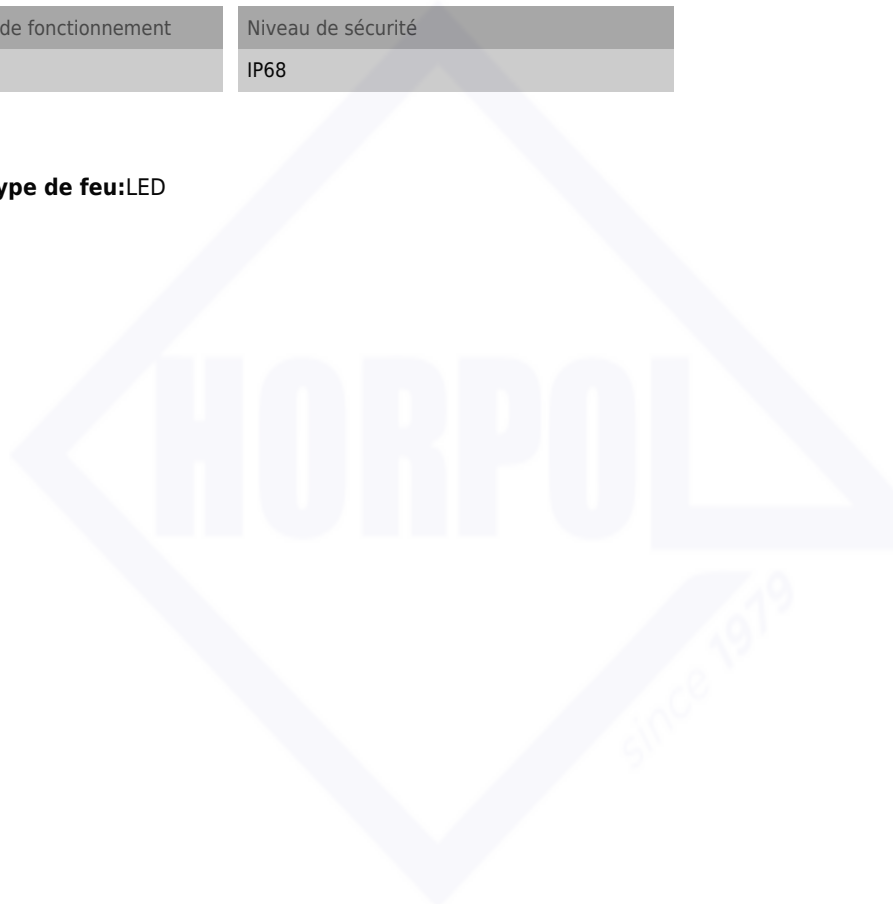 de fonctionnement Niveau de sécurité
IP68
ype de feu:LED
HORPOL
since 1979